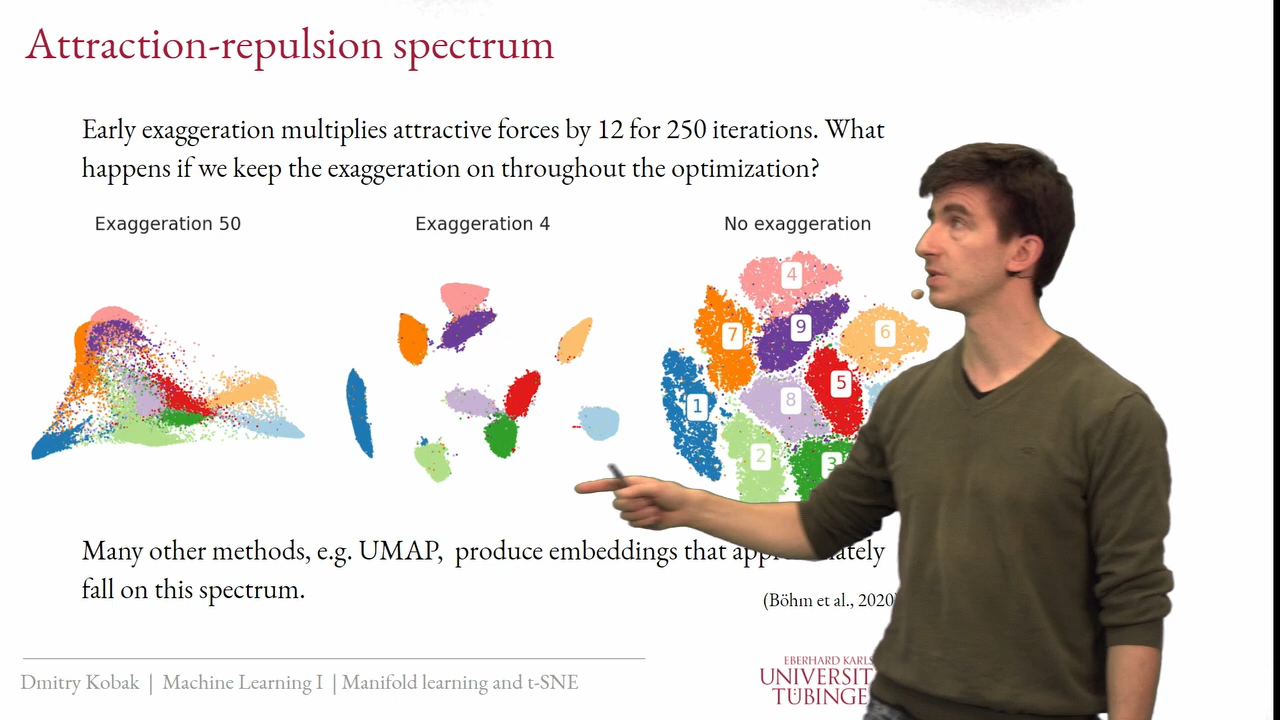 Attraction-repulsion spectrum
Early exaggeration multiplies attractive forces by 12 for 250 iterations. What
happens if we keep the exaggeration on throughout the optimization?
Exaggeration 50
Exaggeration 4
No exaggeration
4
7
9
6
5
1
8
2
3
Many other methods, e.g. UMAP, produce embeddings that
fall on this spectrum.
(Böhm et al., 2020)
EBERHARD KARLS
Dmitry Kobak | Machine Learning I | Manifold learning and t-SNE
TÜBINGE